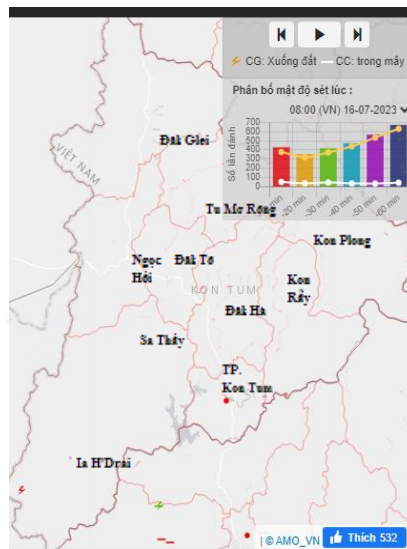 CG: Xuống đất CC: trong mây
Phân bố mật độ sét lúc :
08:00 (VN) 16-07-2023
Số lần đánh
700
600
500
400
300
200
100
0
min
-20 min
-30 min
-40 min
-50 min
-60 min
VIỆT NAM
Đăk Glei
Tu Mơ Rông
Kon Plong
Ngọc Hồi
Đăk Tô
Kon Rẫy
KON TUM
Đăk Hà
Sa Thầy
TP.
Kon Tum
Ia H'Drai
| © AMO_VN
Thích 532